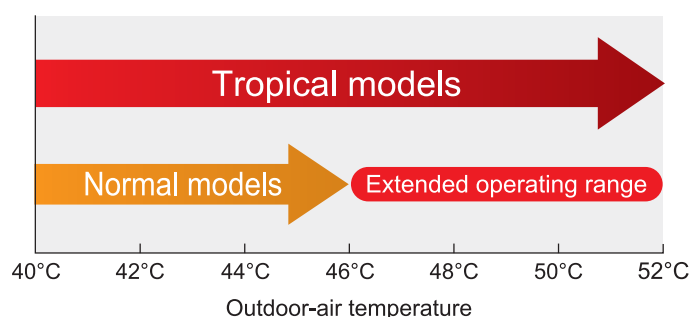 Tropical models
Normal models
Extended operating range
40°C 42°C 44°C 46°C 48°C 50°C 52°C
Outdoor-air temperature